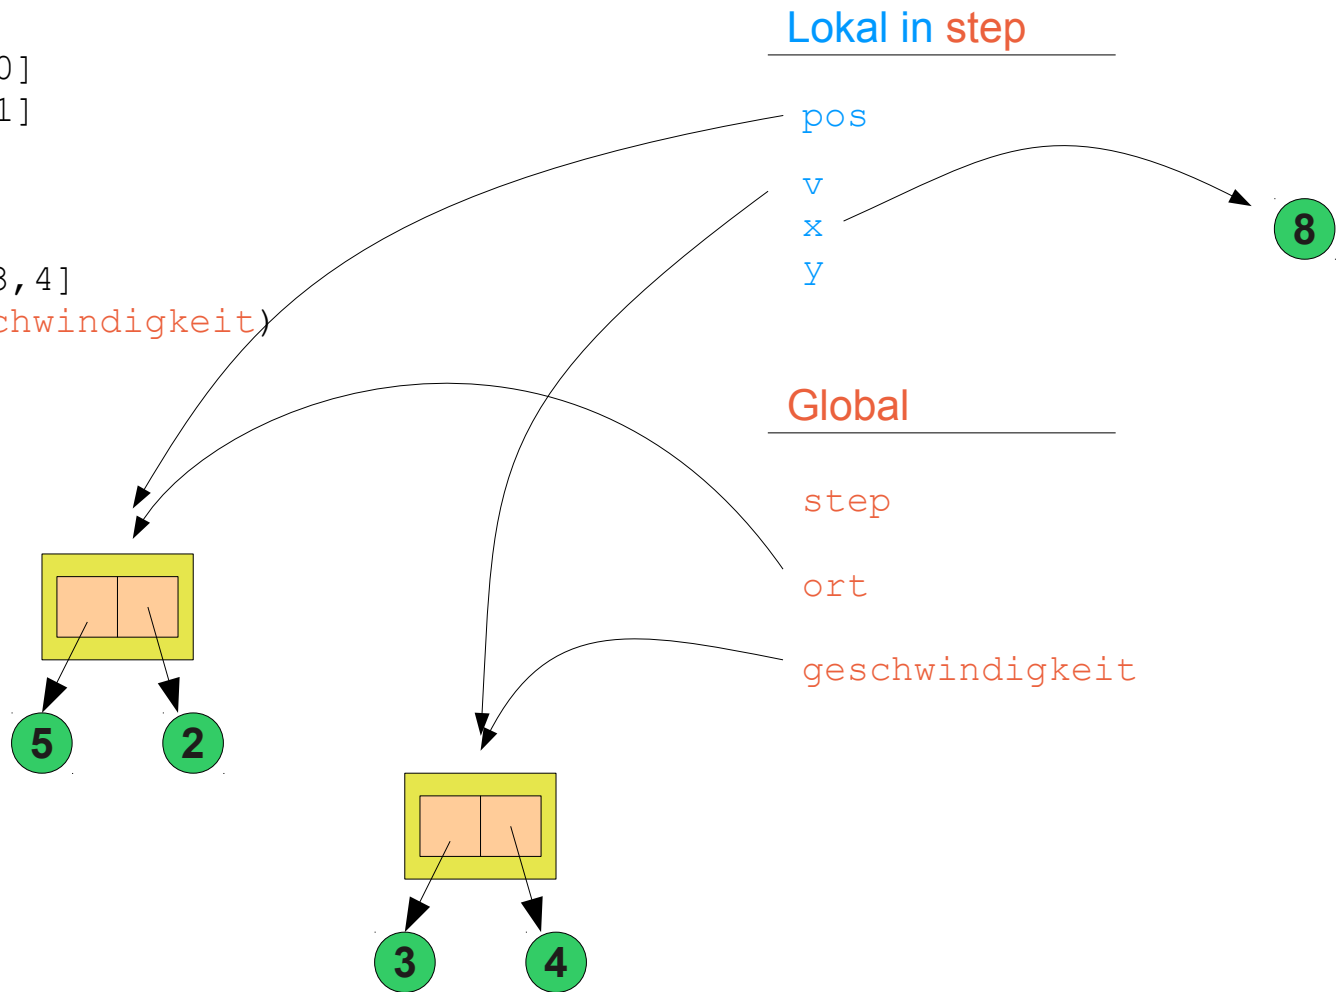 Lokal in step
0]
1]
pos
v
x
y
8
3,4]
chwindigkeit)
Global
step
ort
geschwindigkeit
5
2
3
4